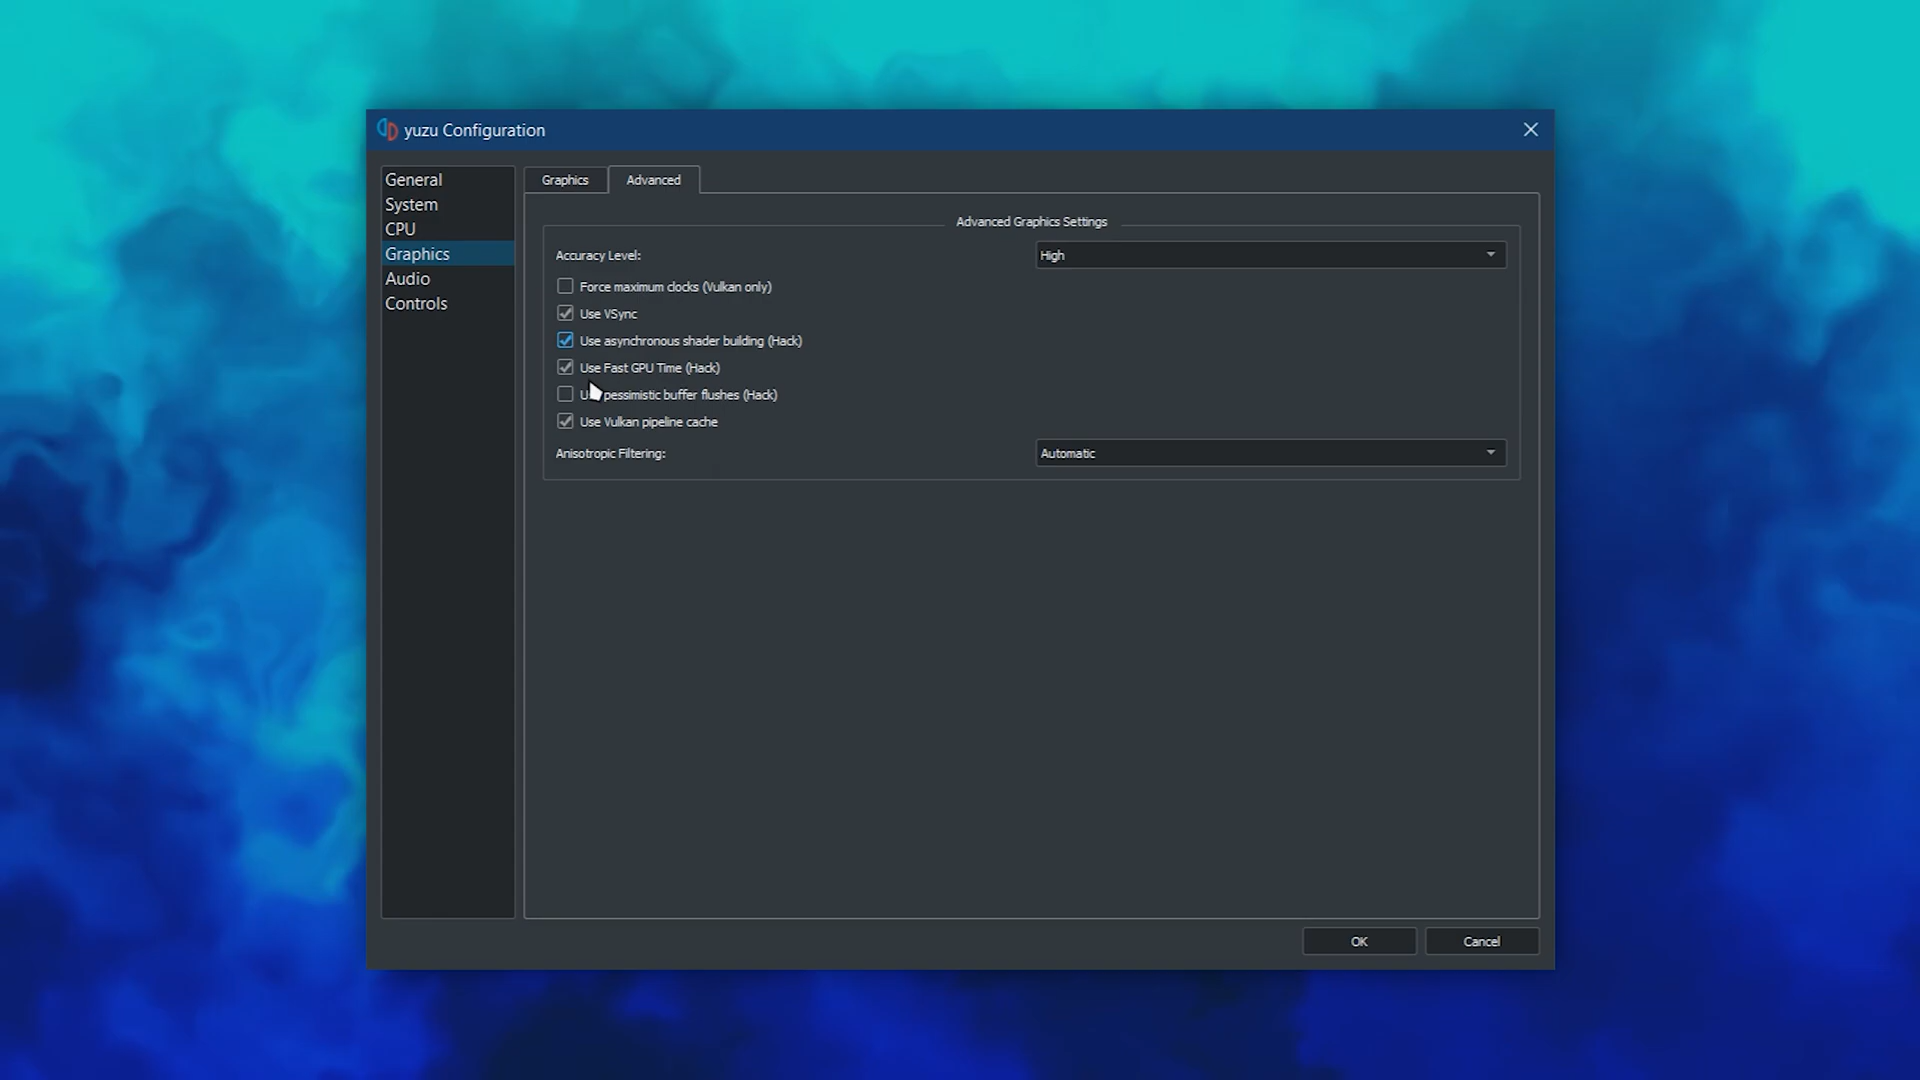 yuzu Configuration
General
System
CPU
Graphics
Audio
Controls
Graphics
Advanced
Advanced Graphics Settings
Accuracy Level:
High
Force maximum clocks (Vulkan only)
Use VSync
Use asynchronous shader building (Hack)
Use Fast GPU Time (Hack)
pessimistic buffer flushes (Hack)
Use Vulkan pipeline cache
Anisotropic Filtering:
Automatic
OK
Cancel